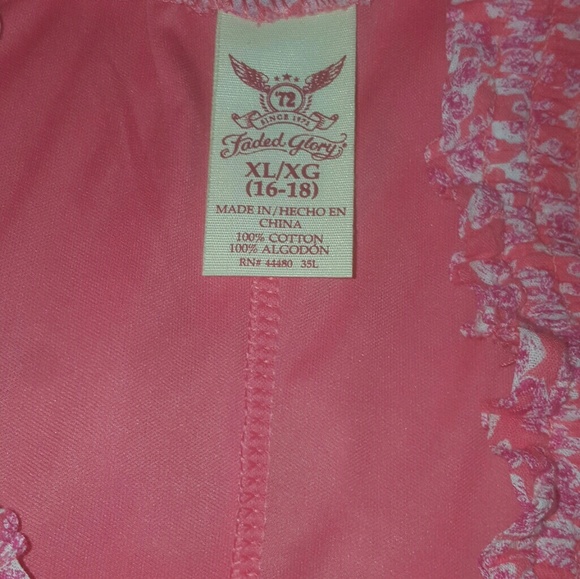 '72
SINCE 1972
Faded Glory
XL/XG
(16-18)
MADE IN/HECHO EN
CHINA
100% COTTON
100% ALGODÓN
RN# 44480 35L